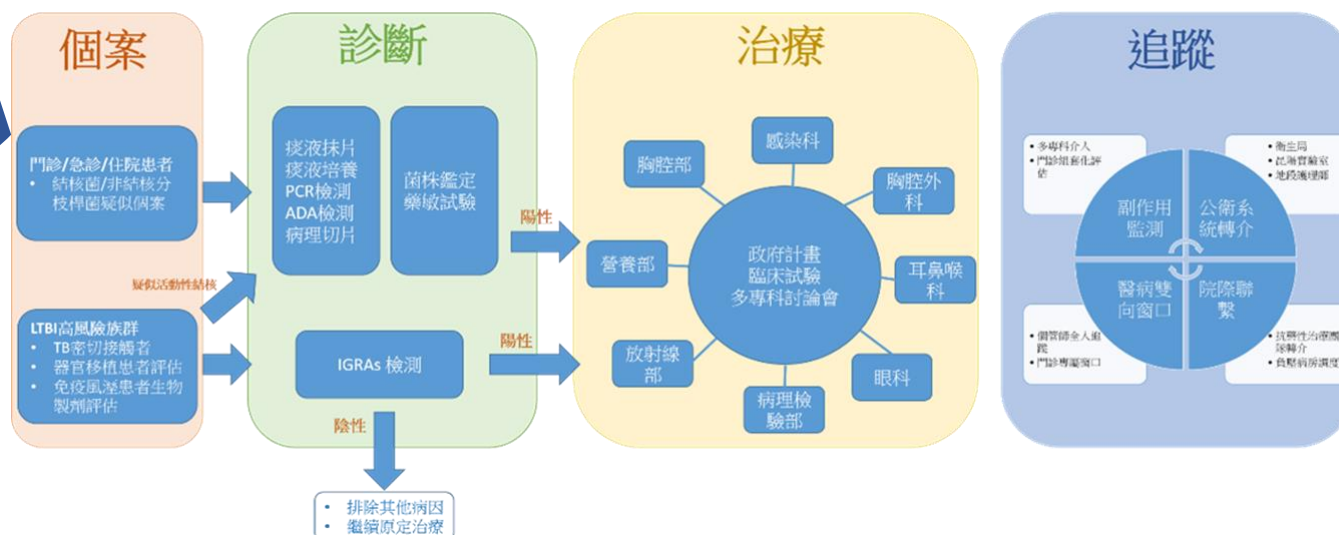 個案
門診/急診/住院患者
• 結核菌/非結核分
枝桿菌疑似個案
疑似活動性結核
LTBI高風險族群
• TB密切接觸者
• 器官移植患者評估
• 免疫風溼患者生物
製劑評估
診斷
痰液抹片
痰液培養
PCR檢測
ADA檢測
病理切片
菌株鑑定
藥敏試驗
陽性
IGRAs 檢測
陽性
陰性
• 排除其他病因
• 繼續原定治療
治療
感染科
胸腔部
胸腔外
科
營養部
政府計畫
臨床試驗
多專科討論會
耳鼻喉
科
放射線
部
眼科
病理檢
驗部
追蹤
• 多專科介入
• 門診組套化評
估
• 衛生局
• 昆陽實驗室
• 地段護理師
副作用
監測
公衛系
統轉介
醫病雙
向窗口
院際聯
繫
• 個管師全人追
蹤
• 門診專屬窗口
• 抗藥性治療團
隊轉介
• 負壓病房調度